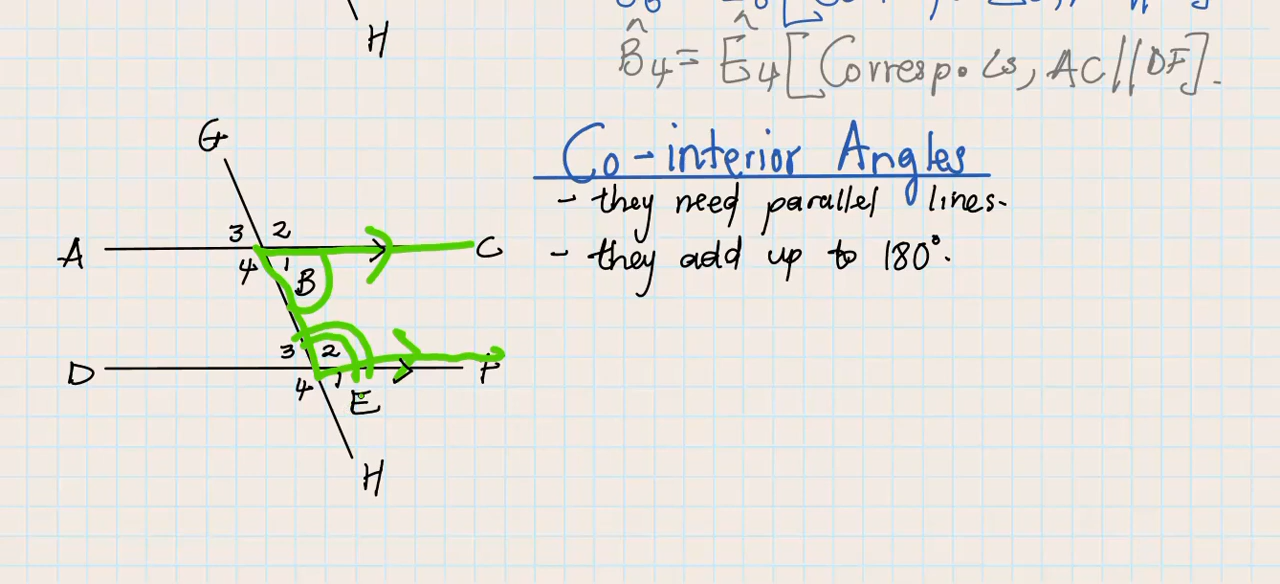 H
B̂4 = Ê4 [Corresp. ∠s, AC//DF].
Co-interior Angles
- they need parallel lines.
- they add up to 180°.
G
3 2
A C
4 1
B
3 2
D F
4 1
E
H